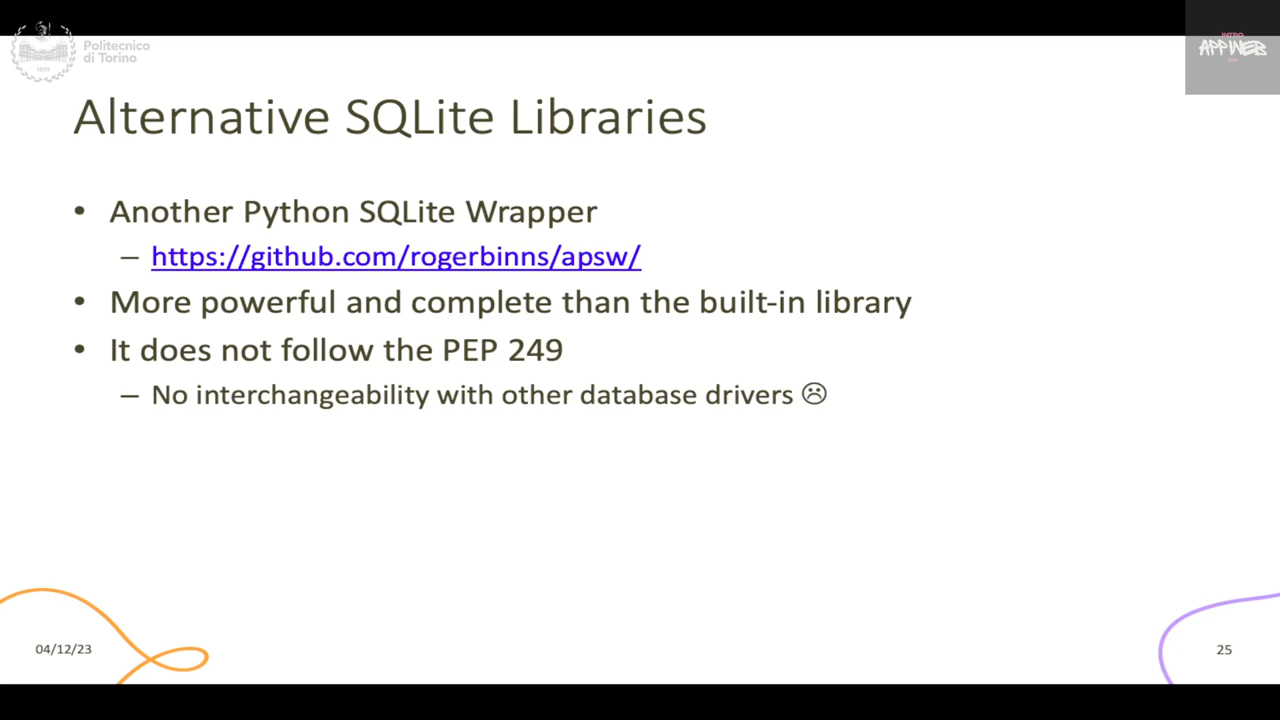 Politecnico
di Torino
1859
INTRO
APPWEB
Alternative SQLite Libraries
• Another Python SQLite Wrapper
– https://github.com/rogerbinns/apsw/
• More powerful and complete than the built-in library
• It does not follow the PEP 249
– No interchangeability with other database drivers ☹
04/12/23
25